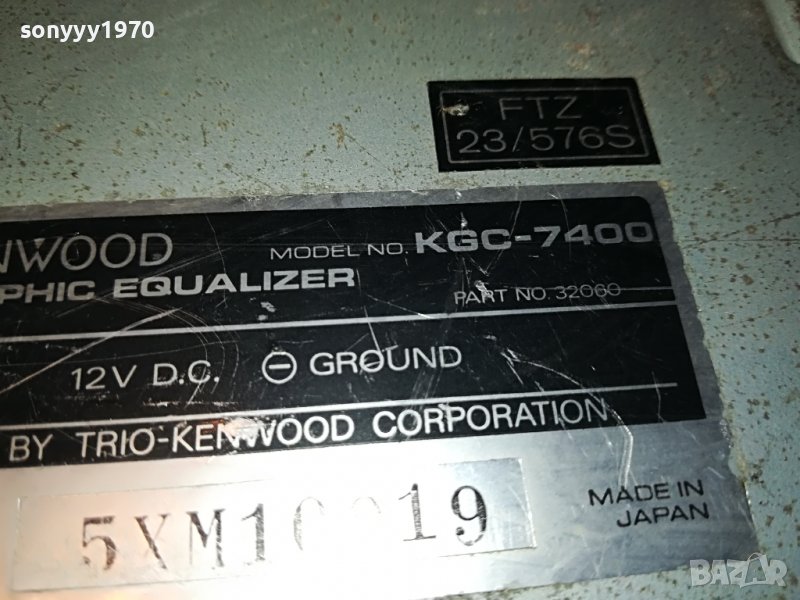 sonyyy1970
FTZ
23/576S
NWOOD MODEL NO. KGC-7400
PHIC EQUALIZER PART NO. 32060
12V D.C. ⊖ GROUND
BY TRIO-KENWOOD CORPORATION
MADE IN
JAPAN
BAZAR